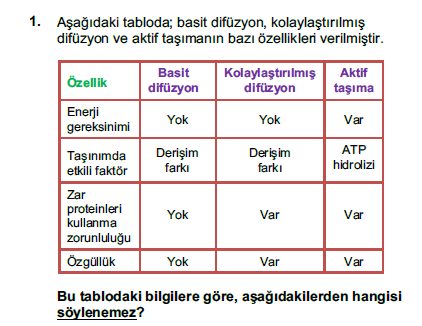 1. Aşağıdaki tabloda; basit difüzyon, kolaylaştırılmış
difüzyon ve aktif taşımanın bazı özellikleri verilmiştir.
Özellik
Basit
difüzyon
Kolaylaştırılmış
difüzyon
Aktif
taşıma
Enerji
gereksinimi
Yok
Yok
Var
Taşınımda
etkili faktör
Derişim
farkı
Derişim
farkı
ATP
hidrolizi
Zar
proteinleri
kullanma
zorunluluğu
Yok
Var
Var
Özgüllük
Yok
Var
Var
Bu tablodaki bilgilere göre, aşağıdakilerden hangisi
söylenemez?